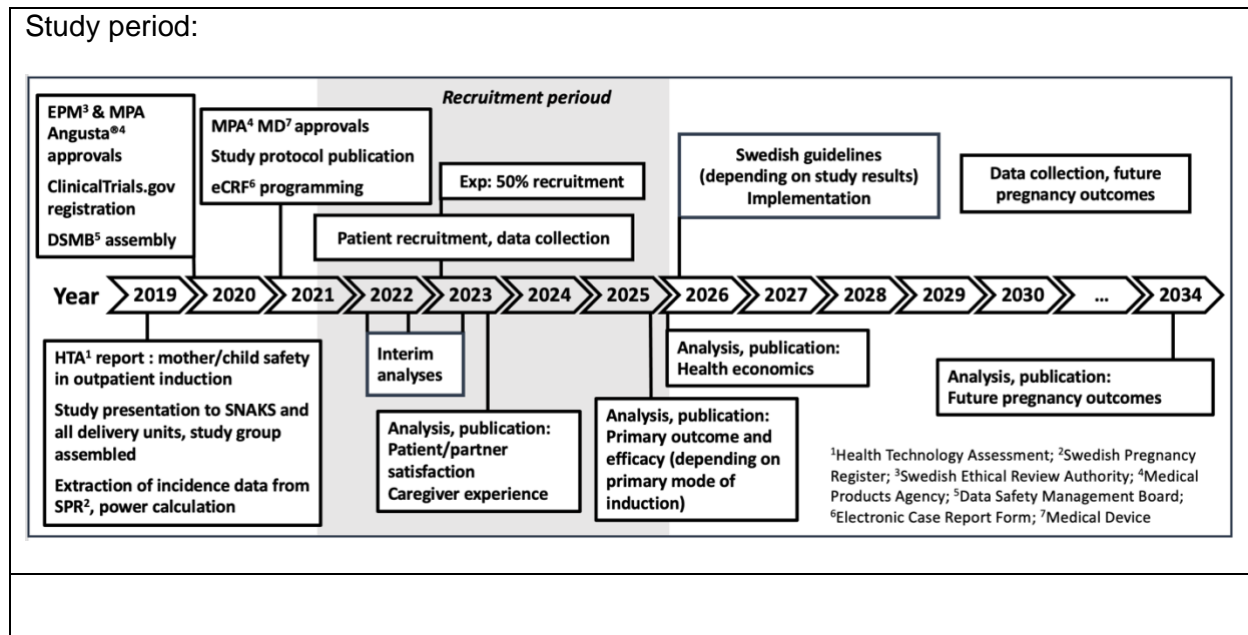 Study period:
Recruitment perioud
EPM³ & MPA
Angusta®⁴
approvals
ClinicalTrials.gov
registration
DSMB⁵ assembly
MPA⁴ MD⁷ approvals
Study protocol publication
eCRF⁶ programming
Exp: 50% recruitment
Patient recruitment, data collection
Swedish guidelines
(depending on study results)
Implementation
Data collection, future
pregnancy outcomes
Year 2019 2020 2021 2022 2023 2024 2025 2026 2027 2028 2029 2030 ... 2034
HTA¹ report : mother/child safety
in outpatient induction
Study presentation to SNAKS and
all delivery units, study group
assembled
Extraction of incidence data from
SPR², power calculation
Interim
analyses
Analysis, publication:
Patient/partner
satisfaction
Caregiver experience
Analysis, publication:
Primary outcome and
efficacy (depending on
primary mode of
induction)
Analysis, publication:
Health economics
Analysis, publication:
Future pregnancy outcomes
¹Health Technology Assessment; ²Swedish Pregnancy
Register; ³Swedish Ethical Review Authority; ⁴Medical
Products Agency; ⁵Data Safety Management Board;
⁶Electronic Case Report Form; ⁷Medical Device